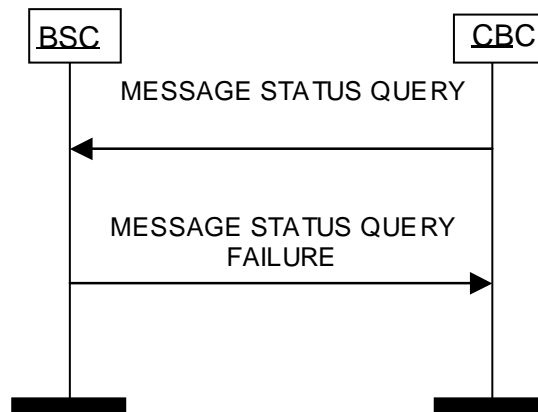 BSC
CBC
MESSAGE STATUS QUERY
MESSAGE STATUS QUERY
FAILURE